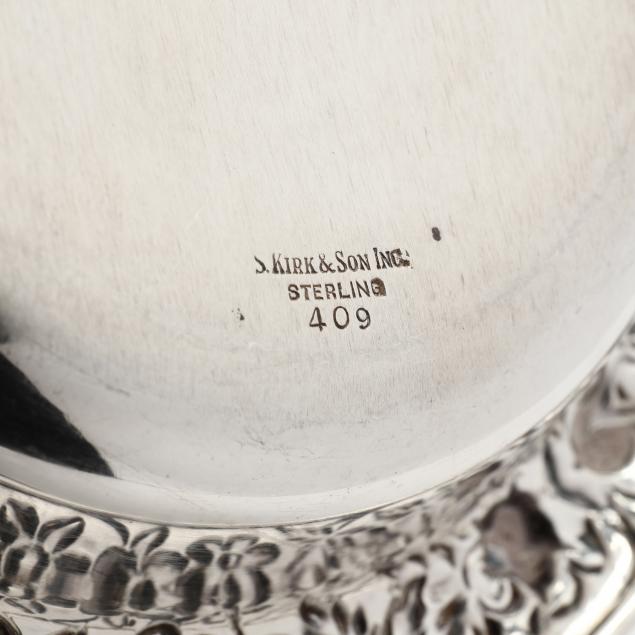 S. KIRK & SON INC.
STERLING
409